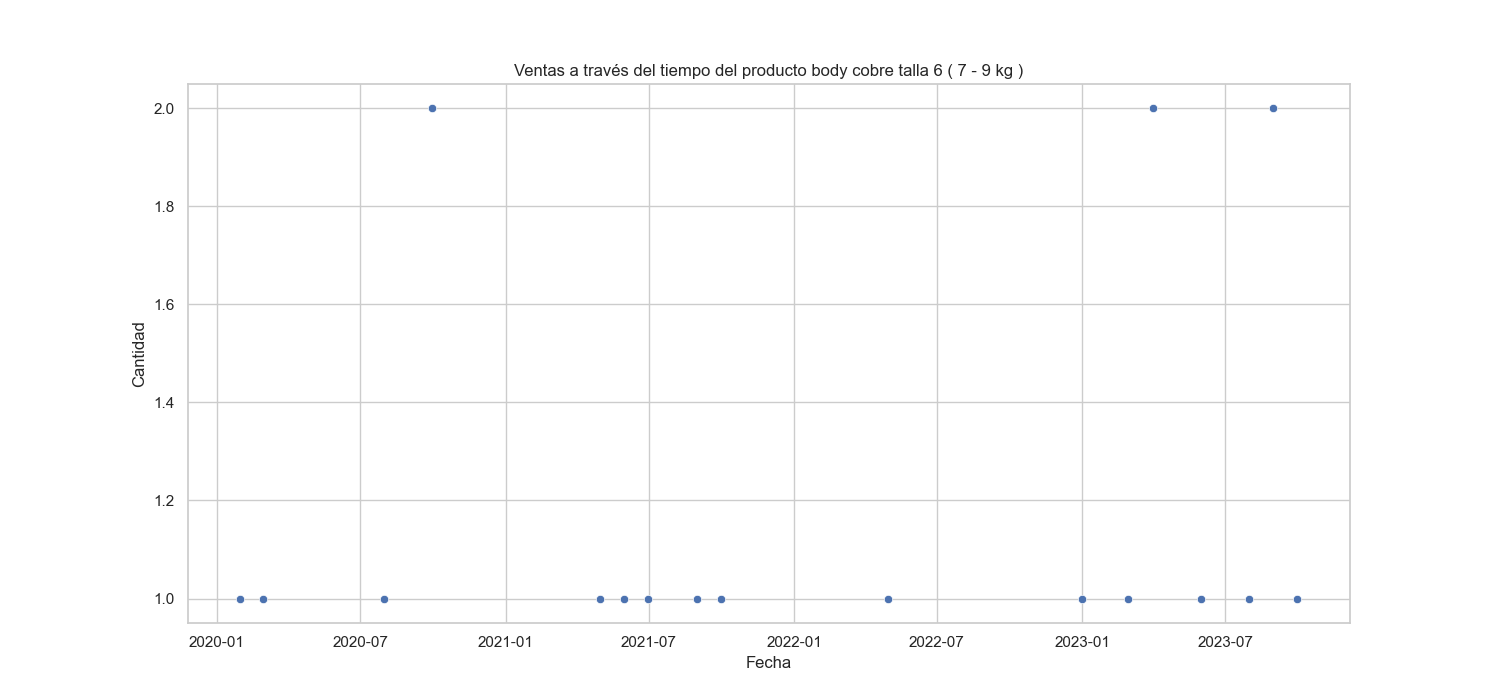 Ventas a través del tiempo del producto body cobre talla 6 ( 7 - 9 kg )
2.0
1.8
1.6
1.4
1.2
1.0
Cantidad
2020-01 2020-07 2021-01 2021-07 2022-01 2022-07 2023-01 2023-07
Fecha